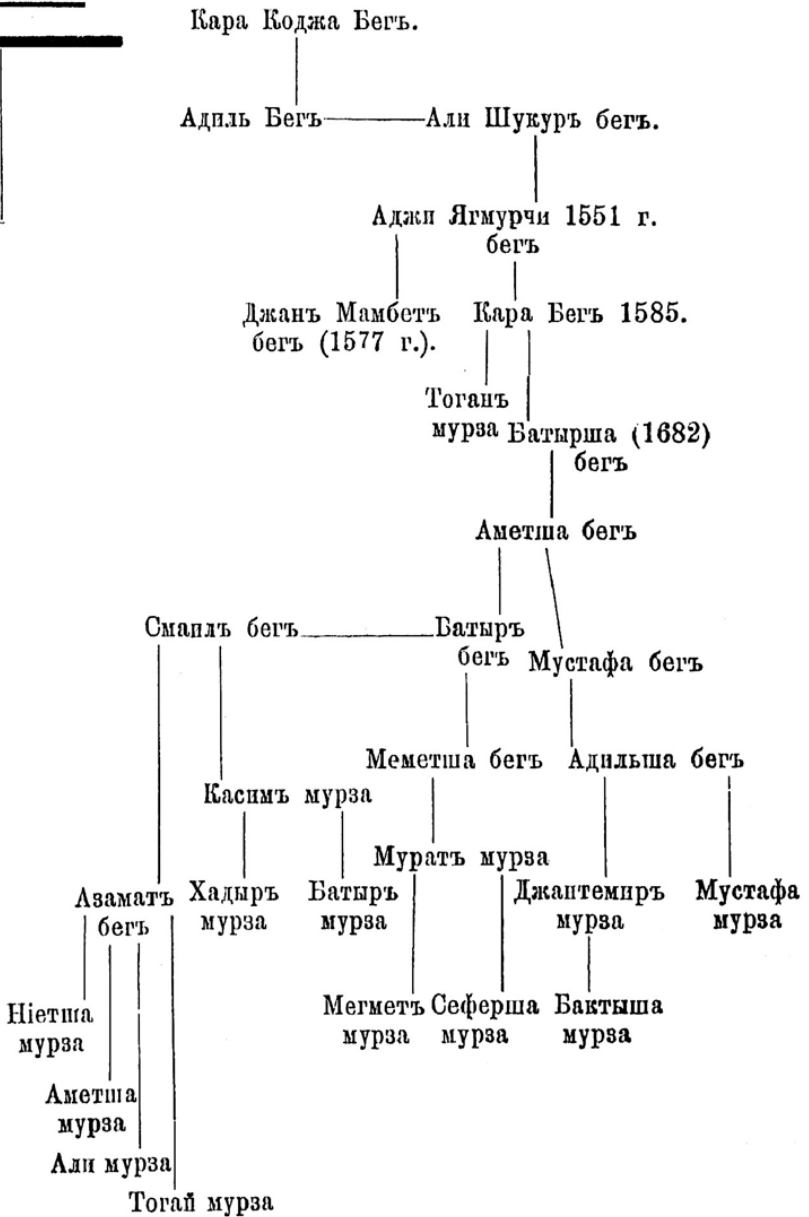 Кара Коджа Бегъ.
Адиль Бегъ Али Шукуръ бегъ.
Аджи Ягмурчи 1551 г.
бегъ
Джанъ Мамбетъ Кара Бегъ 1585.
бегъ (1577 г.).
Тоганъ
мурза Батырша (1682)
бегъ
Аметша бегъ
Смаилъ бегъ Батыръ
бегъ Мустафа бегъ
Меметша бегъ Адильша бегъ
Касимъ мурза
Муратъ мурза
Азаматъ Хадыръ Батыръ Джантемиръ Мустафа
бегъ мурза мурза мурза мурза
Ніетша Мегметъ Сеферша Бактыша
мурза мурза мурза мурза
Аметша
мурза
Али мурза
Тогай мурза